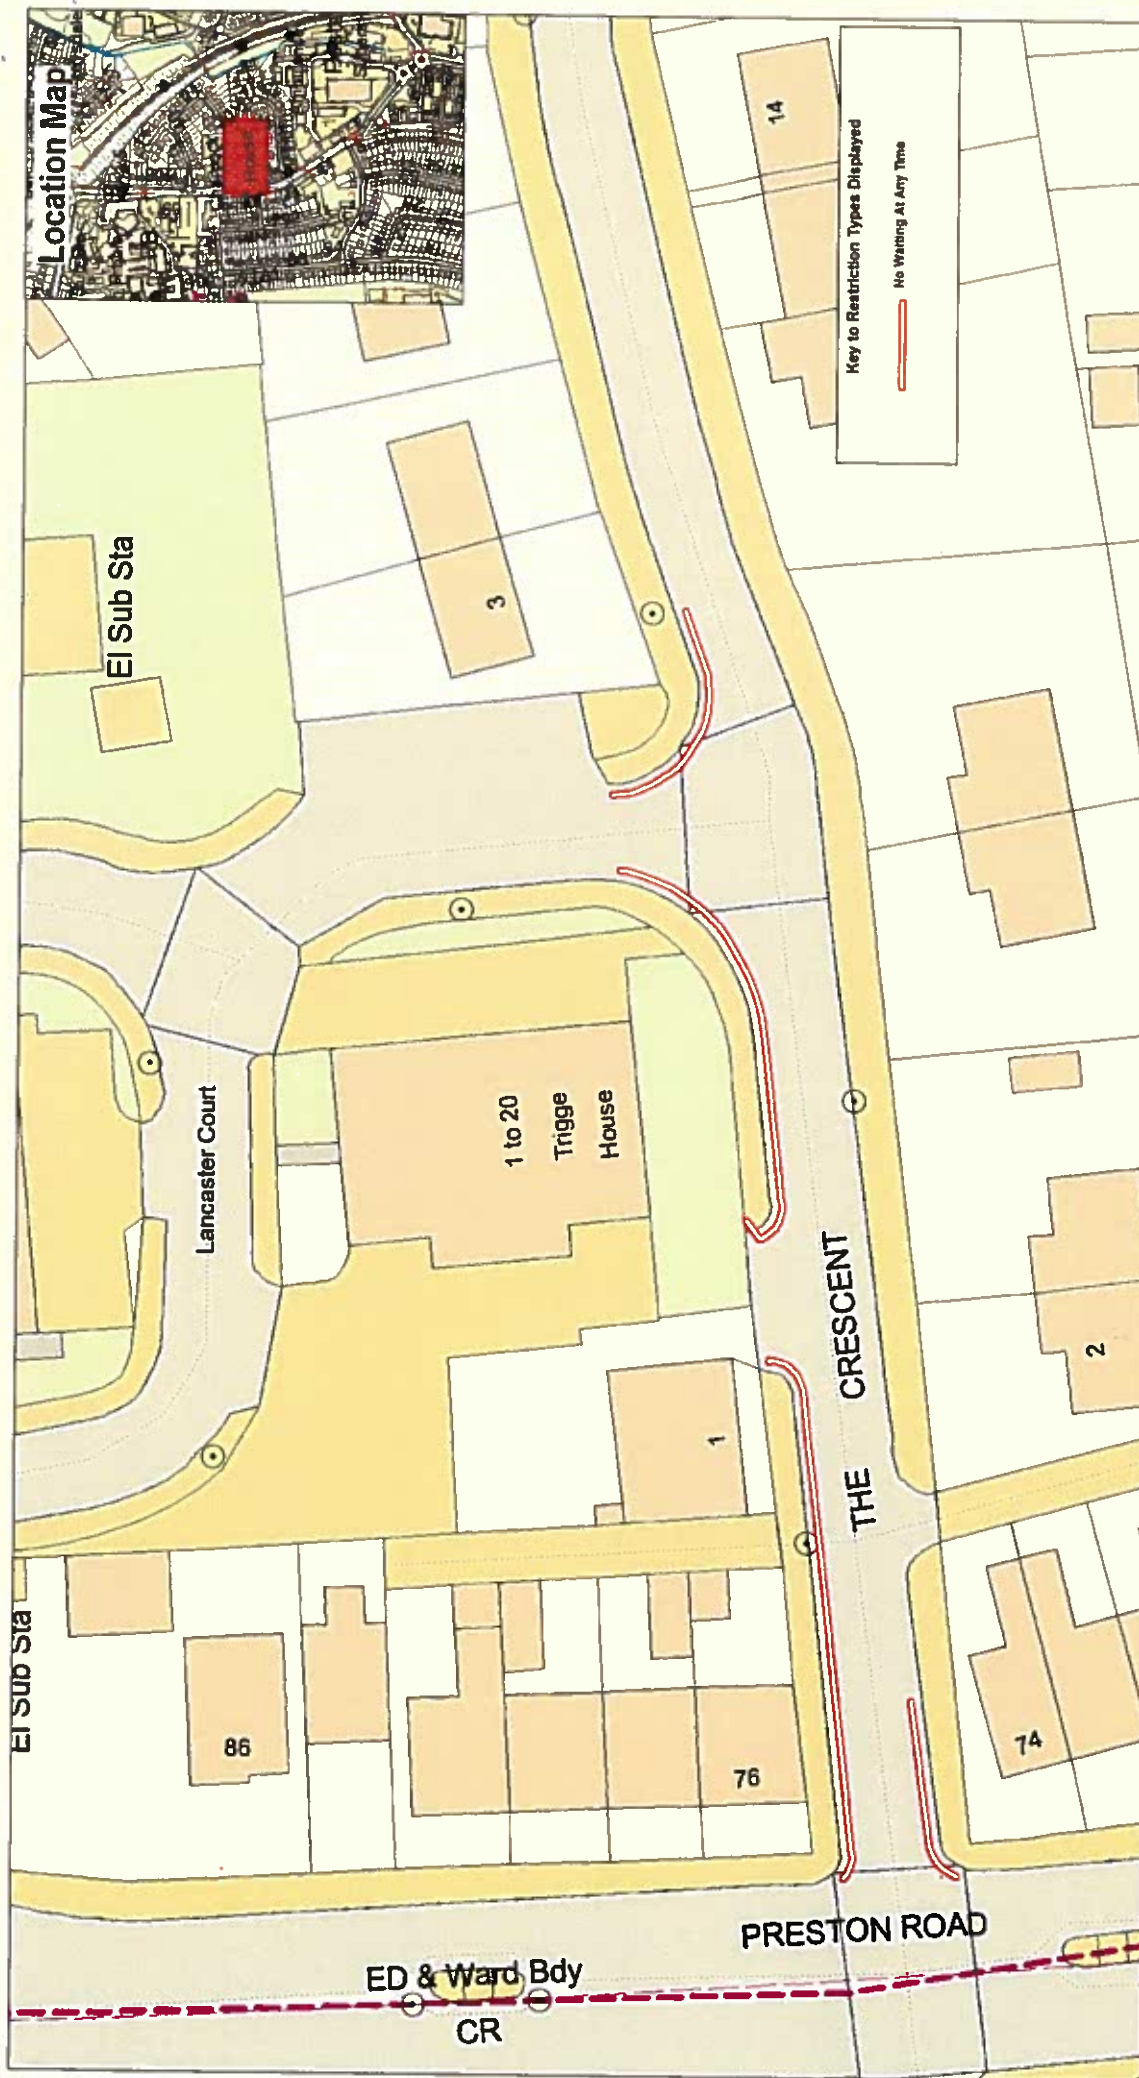 Location Map
14
Key to Restriction Types Displayed
No Waiting At Any Time
El Sub Sta
3
Lancaster Court
1 to 20
Trigge
House
THE CRESCENT
1
2
El Sub Sta
86
76
74
PRESTON ROAD
ED & Ward Bdy
CR